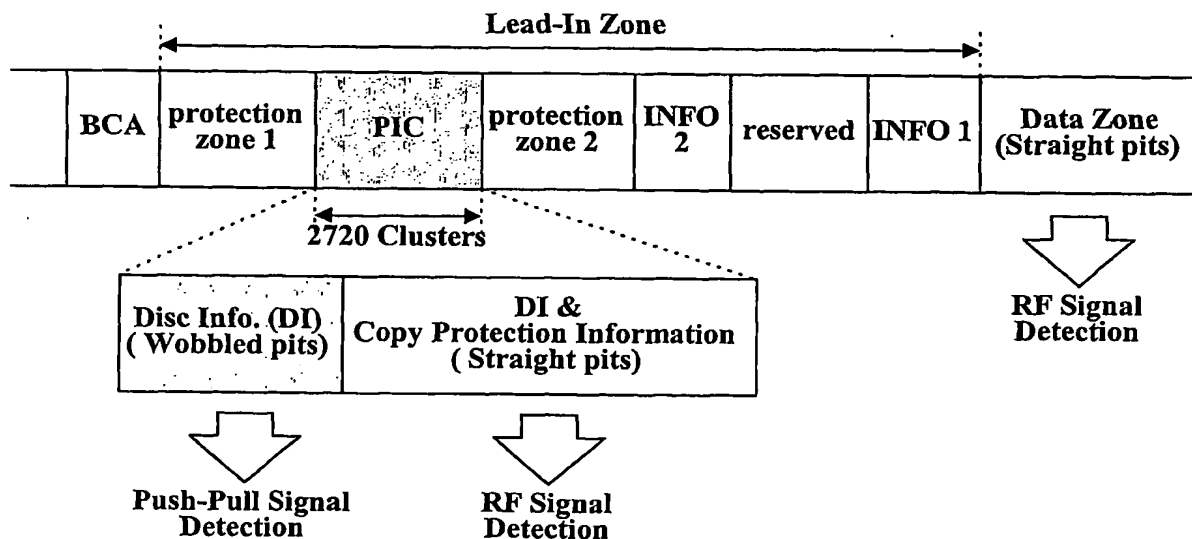 Lead-In Zone
BCA
protection
zone 1
PIC
protection
zone 2
INFO
2
reserved
INFO 1
Data Zone
(Straight pits)
2720 Clusters
Disc Info. (DI)
( Wobbled pits)
DI &
Copy Protection Information
( Straight pits)
RF Signal
Detection
Push-Pull Signal
Detection
RF Signal
Detection